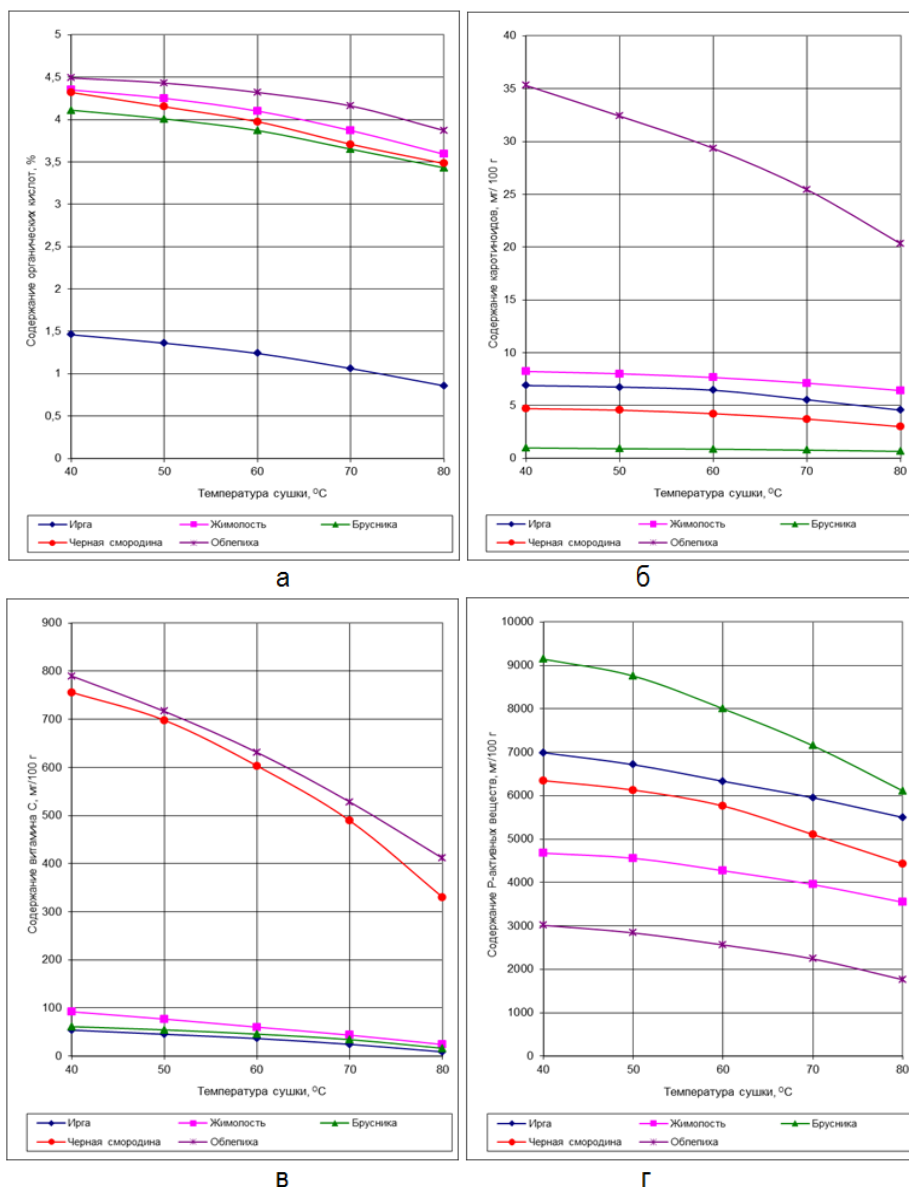 Содержание органических кислот, %
5
4,5
4
3,5
3
2,5
2
1,5
1
0,5
0
40 50 60 70 80
Температура сушки, ⁰С
Ирга Жимолость Брусника
Черная смородина Облепиха
а
Содержание каротиноидов, мг/ 100 г
40
35
30
25
20
15
10
5
0
40 50 60 70 80
Температура сушки, ⁰С
Ирга Жимолость Брусника
Черная смородина Облепиха
б
Содержание витамина С, мг/100 г
900
800
700
600
500
400
300
200
100
0
40 50 60 70 80
Температура сушки, ⁰С
Ирга Жимолость Брусника
Черная смородина Облепиха
в
Содержание Р-активных веществ, мг/100 г
10000
9000
8000
7000
6000
5000
4000
3000
2000
1000
0
40 50 60 70 80
Температура сушки, ⁰С
Ирга Жимолость Брусника
Черная смородина Облепиха
г